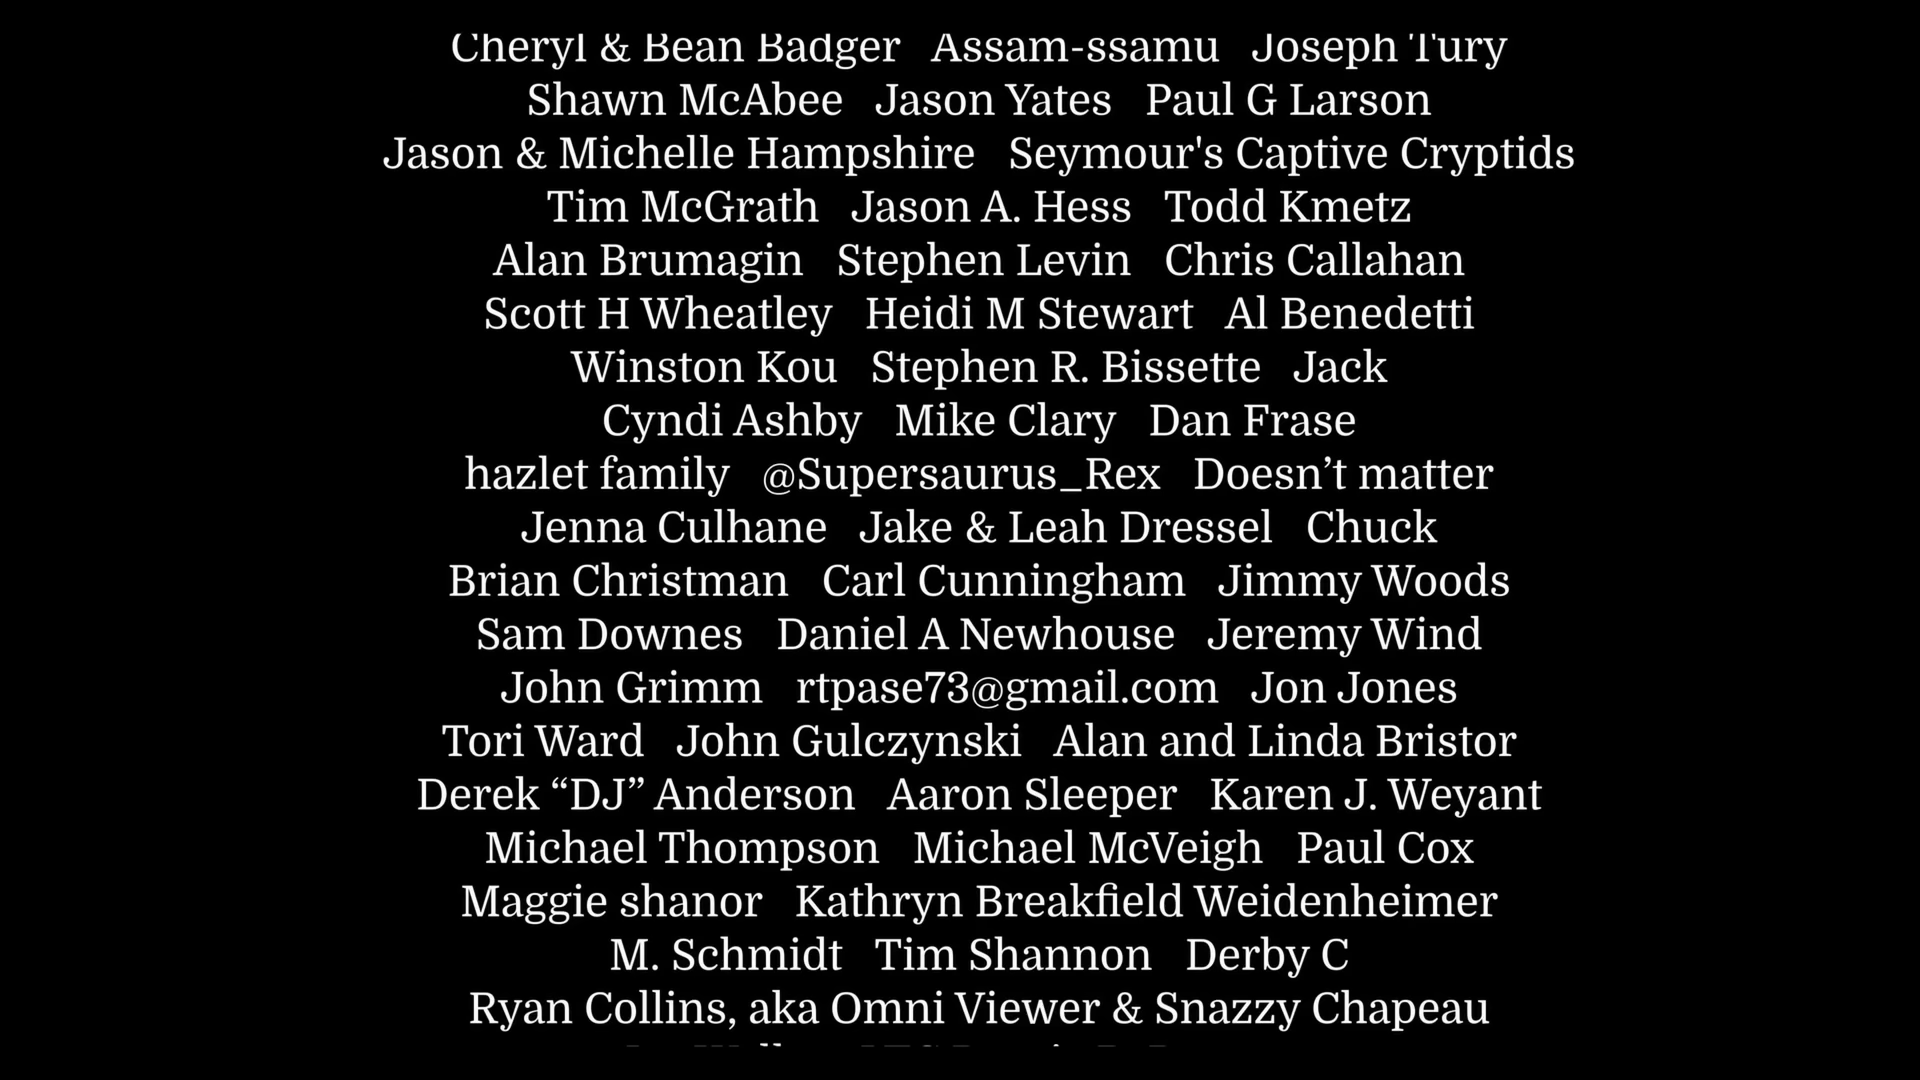 Cheryl & Bean Badger Assam-ssamu Joseph Tury
Shawn McAbee Jason Yates Paul G Larson
Jason & Michelle Hampshire Seymour's Captive Cryptids
Tim McGrath Jason A. Hess Todd Kmetz
Alan Brumagin Stephen Levin Chris Callahan
Scott H Wheatley Heidi M Stewart Al Benedetti
Winston Kou Stephen R. Bissette Jack
Cyndi Ashby Mike Clary Dan Frase
hazlet family @Supersaurus_Rex Doesn’t matter
Jenna Culhane Jake & Leah Dressel Chuck
Brian Christman Carl Cunningham Jimmy Woods
Sam Downes Daniel A Newhouse Jeremy Wind
John Grimm rtpase73@gmail.com Jon Jones
Tori Ward John Gulczynski Alan and Linda Bristor
Derek “DJ” Anderson Aaron Sleeper Karen J. Weyant
Michael Thompson Michael McVeigh Paul Cox
Maggie shanor Kathryn Breakfield Weidenheimer
M. Schmidt Tim Shannon Derby C
Ryan Collins, aka Omni Viewer & Snazzy Chapeau